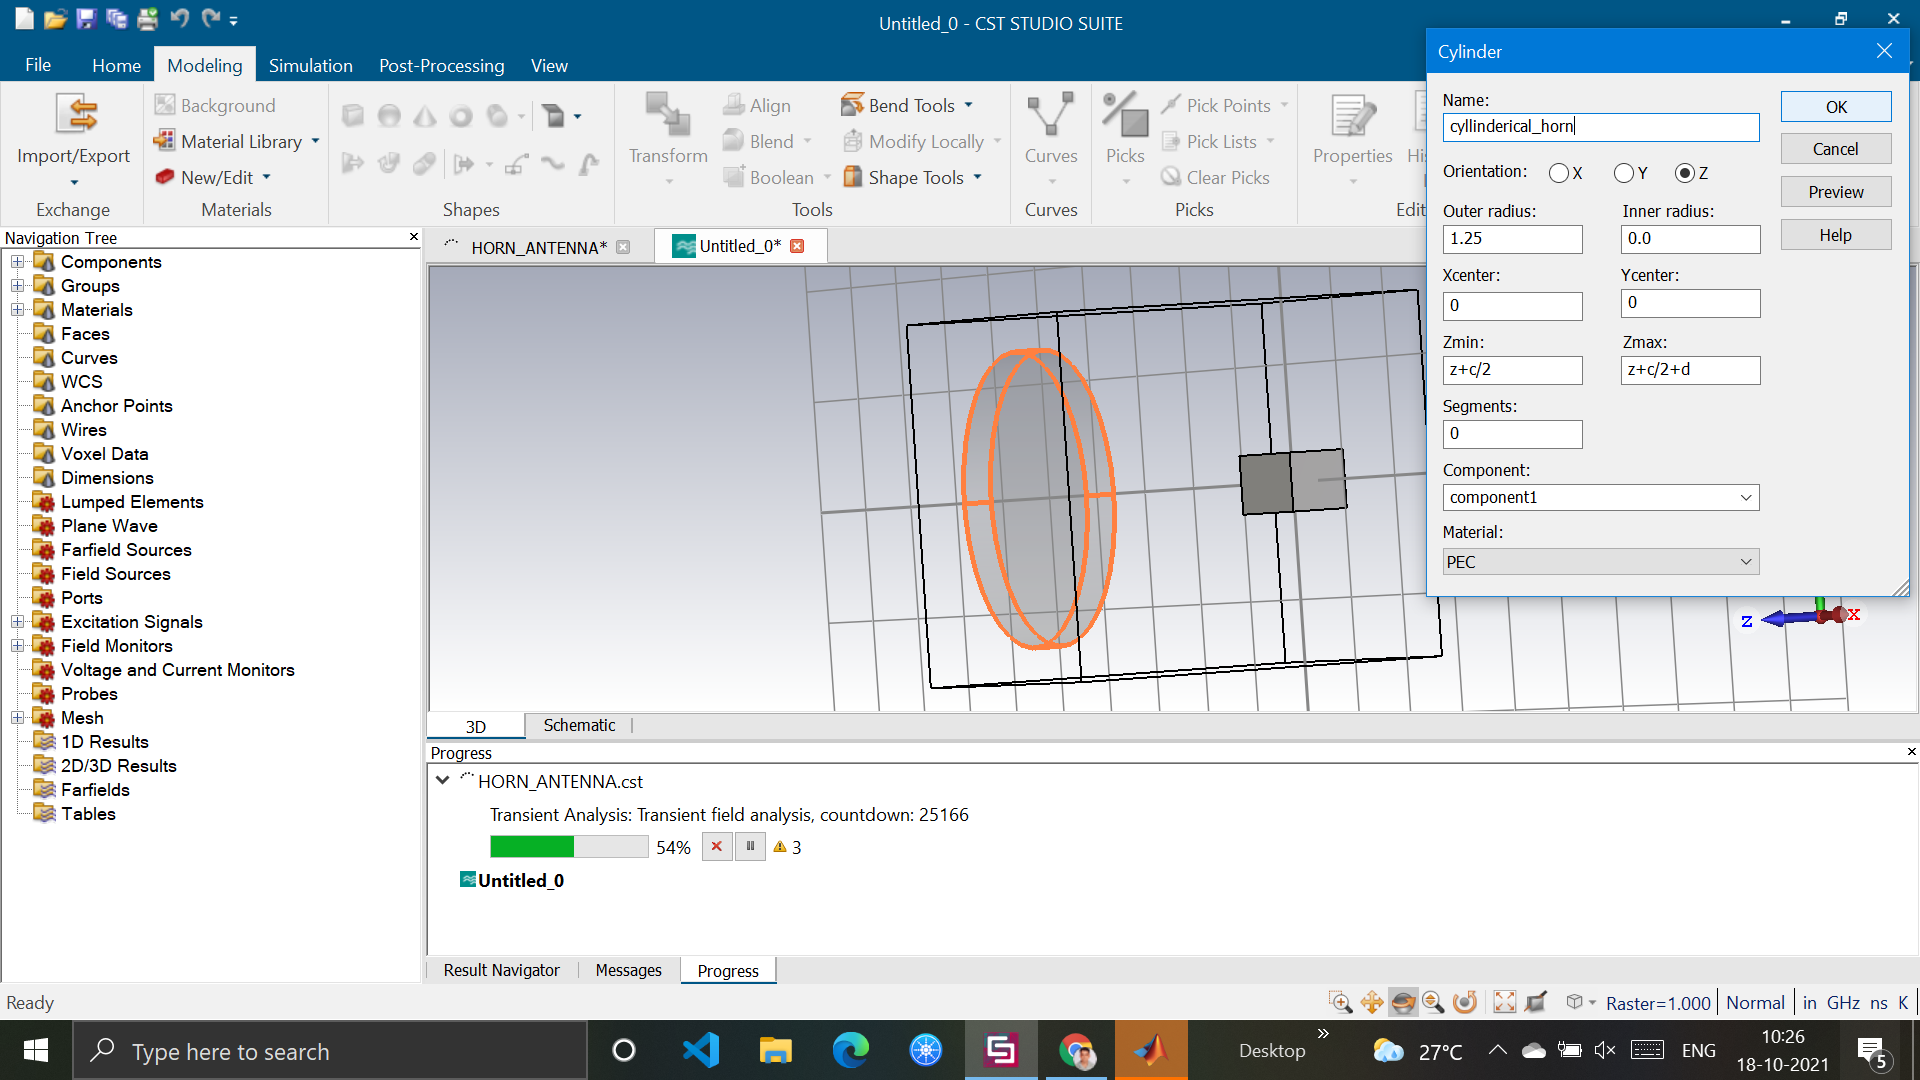 Untitled_0 - CST STUDIO SUITE
File Home Modeling Simulation Post-Processing View
Import/Export
Exchange
Background
Material Library
New/Edit
Materials
Shapes
Transform
Align
Blend
Boolean
Bend Tools
Modify Locally
Shape Tools
Tools
Curves
Curves
Picks
Pick Points
Pick Lists
Clear Picks
Picks
Properties
Navigation Tree
Components
Groups
Materials
Faces
Curves
WCS
Anchor Points
Wires
Voxel Data
Dimensions
Lumped Elements
Plane Wave
Farfield Sources
Field Sources
Ports
Excitation Signals
Field Monitors
Voltage and Current Monitors
Probes
Mesh
1D Results
2D/3D Results
Farfields
Tables
HORN_ANTENNA* Untitled_0*
Cylinder
Name:
cyllinderical_horn
OK
Cancel
Preview
Help
Orientation: X Y Z
Outer radius: Inner radius:
1.25 0.0
Xcenter: Ycenter:
0 0
Zmin: Zmax:
z+c/2 z+c/2+d
Segments:
0
Component:
component1
Material:
PEC
z x
3D Schematic
Progress
HORN_ANTENNA.cst
Transient Analysis: Transient field analysis, countdown: 25166
54% 3
Untitled_0
Result Navigator Messages Progress
Ready
Raster=1.000 Normal in GHz ns K
Type here to search
Desktop
27°C
ENG
10:26
18-10-2021
5